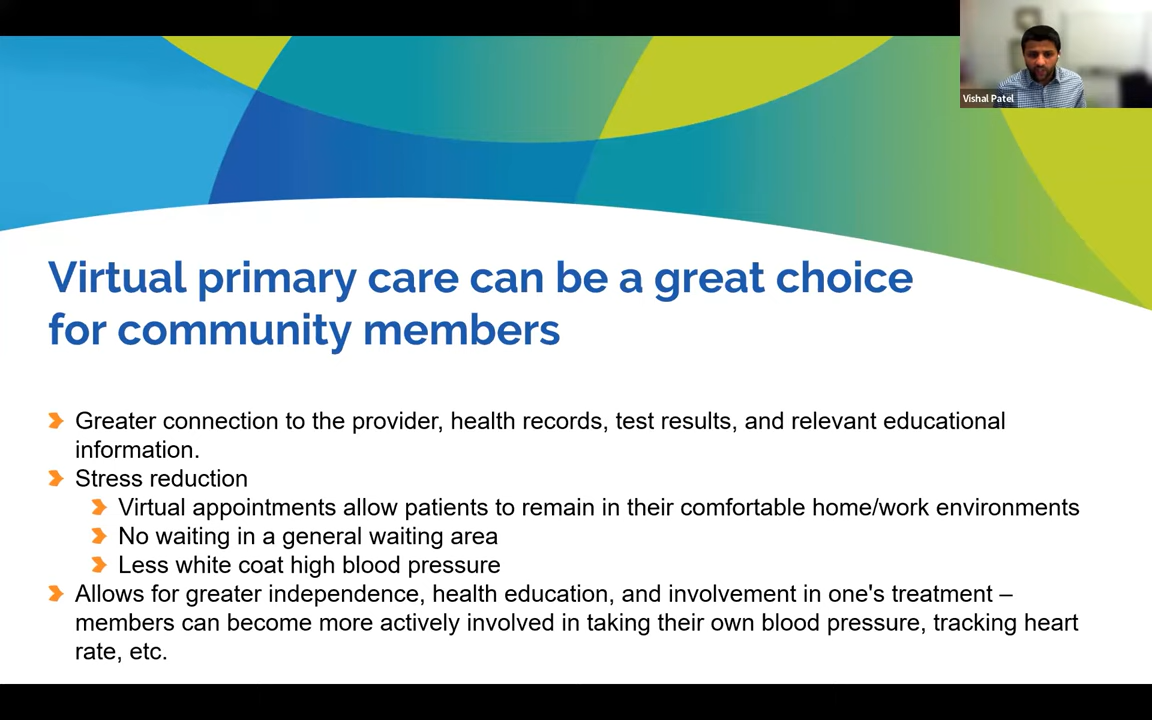 Vishal Patel
Virtual primary care can be a great choice
for community members
Greater connection to the provider, health records, test results, and relevant educational
information.
Stress reduction
Virtual appointments allow patients to remain in their comfortable home/work environments
No waiting in a general waiting area
Less white coat high blood pressure
Allows for greater independence, health education, and involvement in one's treatment –
members can become more actively involved in taking their own blood pressure, tracking heart
rate, etc.